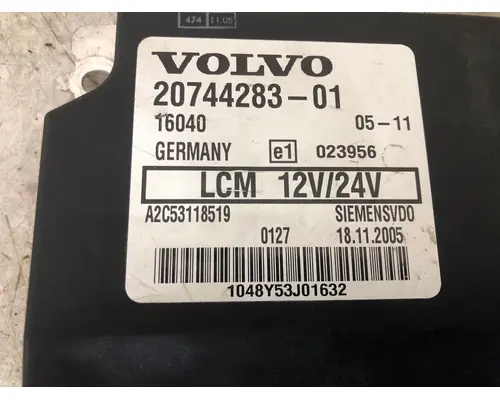 474 11.05
VOLVO
20744283-01
16040 05-11
GERMANY e1 023956
LCM 12V/24V
A2C53118519 SIEMENSVDO
0127 18.11.2005
1048Y53J01632